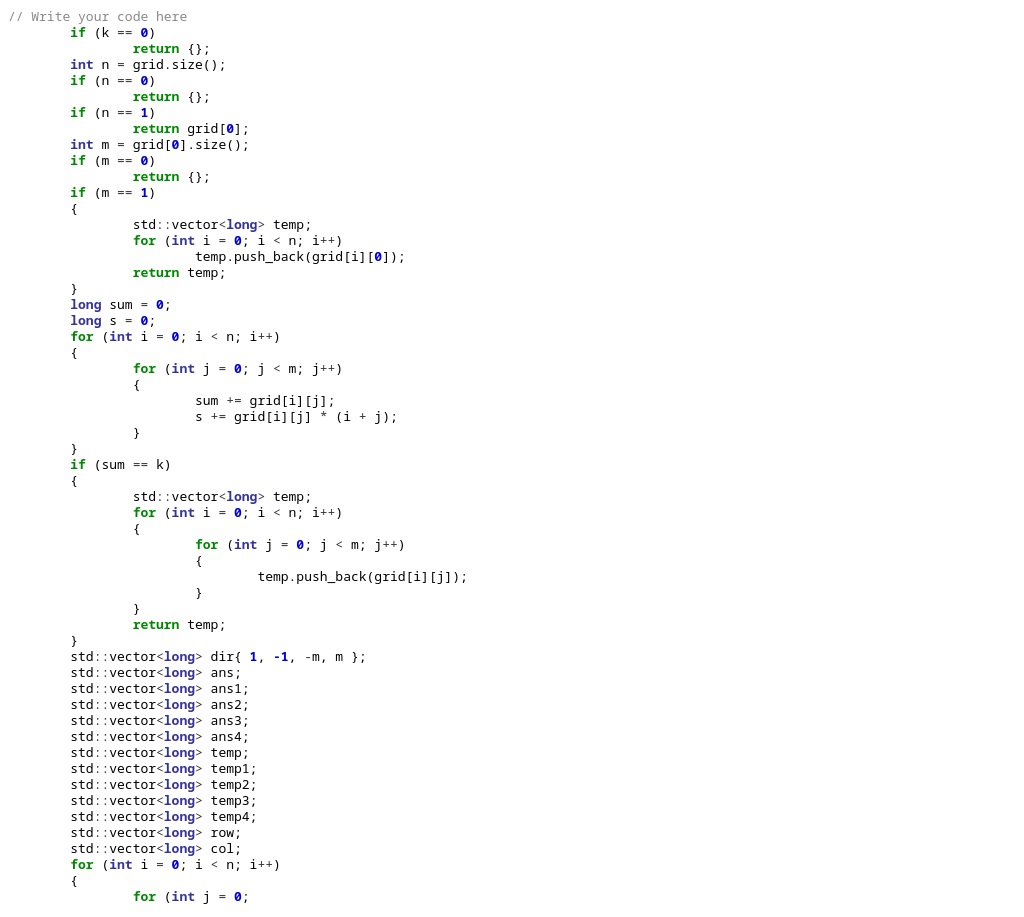 // Write your code here
        if (k == 0)
                return {};
        int n = grid.size();
        if (n == 0)
                return {};
        if (n == 1)
                return grid[0];
        int m = grid[0].size();
        if (m == 0)
                return {};
        if (m == 1)
        {
                std::vector<long> temp;
                for (int i = 0; i < n; i++)
                        temp.push_back(grid[i][0]);
                return temp;
        }
        long sum = 0;
        long s = 0;
        for (int i = 0; i < n; i++)
        {
                for (int j = 0; j < m; j++)
                {
                        sum += grid[i][j];
                        s += grid[i][j] * (i + j);
                }
        }
        if (sum == k)
        {
                std::vector<long> temp;
                for (int i = 0; i < n; i++)
                {
                        for (int j = 0; j < m; j++)
                        {
                                temp.push_back(grid[i][j]);
                        }
                }
                return temp;
        }
        std::vector<long> dir{ 1, -1, -m, m };
        std::vector<long> ans;
        std::vector<long> ans1;
        std::vector<long> ans2;
        std::vector<long> ans3;
        std::vector<long> ans4;
        std::vector<long> temp;
        std::vector<long> temp1;
        std::vector<long> temp2;
        std::vector<long> temp3;
        std::vector<long> temp4;
        std::vector<long> row;
        std::vector<long> col;
        for (int i = 0; i < n; i++)
        {
                for (int j = 0;